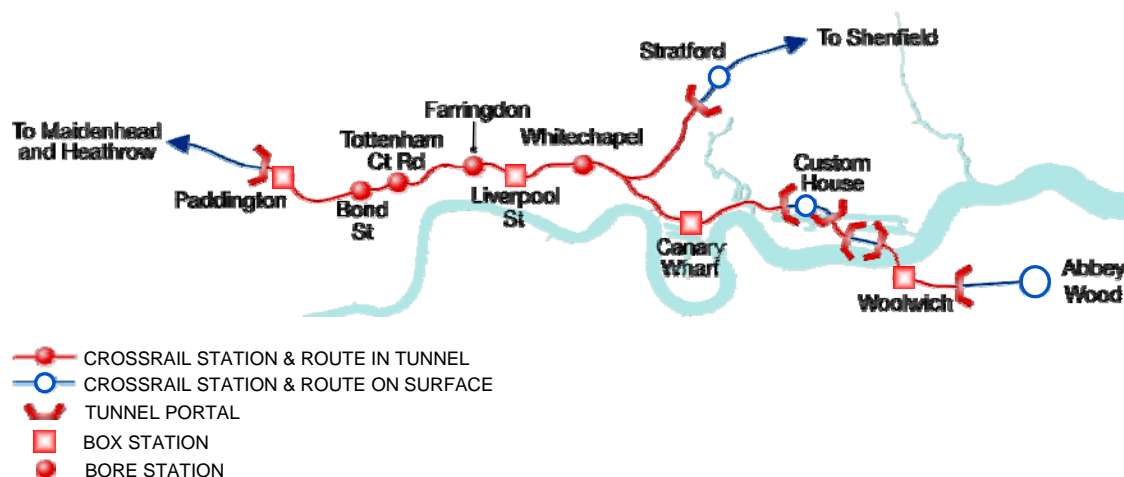 To Shenfield
Stratford
Farringdon
To Maidenhead
and Heathrow
Tottenham
Ct Rd
Whitechapel
Custom
House
Paddington
Liverpool
St
Bond
St
Canary
Wharf
Abbey
Wood
Woolwich
CROSSRAIL STATION & ROUTE IN TUNNEL
CROSSRAIL STATION & ROUTE ON SURFACE
TUNNEL PORTAL
BOX STATION
BORE STATION